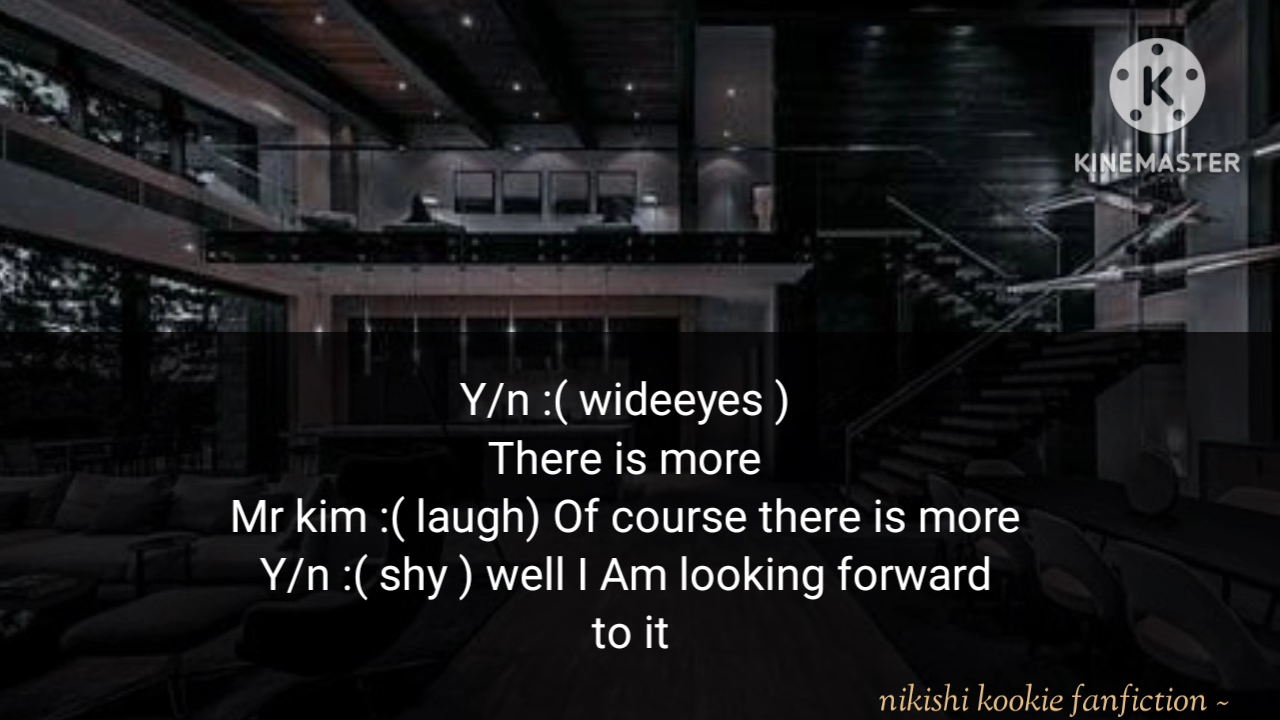 K
KINEMASTER
Y/n :( wideeyes )
There is more
Mr kim :( laugh) Of course there is more
Y/n :( shy ) well I Am looking forward
to it
nikishi kookie fanfiction ~